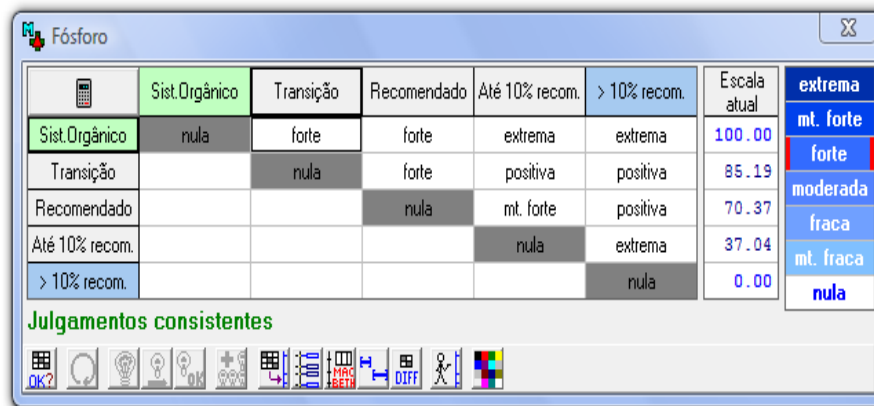 Fósforo
Sist.Orgânico Transição Recomendado Até 10% recom. > 10% recom. Escala atual
Sist.Orgânico nula forte forte extrema extrema 100.00
Transição nula forte positiva positiva 85.19
Recomendado nula mt. forte positiva 70.37
Até 10% recom. nula extrema 37.04
> 10% recom. nula 0.00
extrema
mt. forte
forte
moderada
fraca
mt. fraca
nula
Julgamentos consistentes
OK? OK MAC BETH DIFF